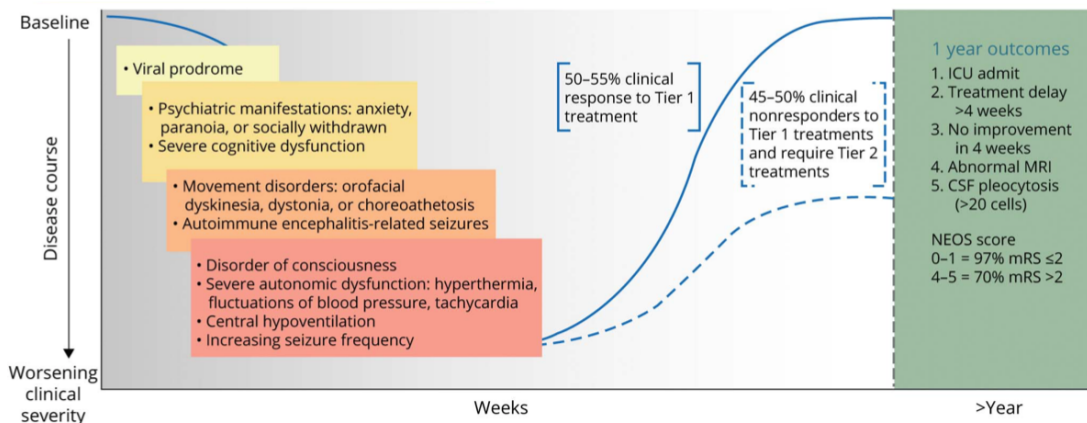 Baseline
Disease course
Worsening
clinical
severity
• Viral prodrome
• Psychiatric manifestations: anxiety,
paranoia, or socially withdrawn
• Severe cognitive dysfunction
• Movement disorders: orofacial
dyskinesia, dystonia, or choreoathetosis
• Autoimmune encephalitis-related seizures
• Disorder of consciousness
• Severe autonomic dysfunction: hyperthermia,
fluctuations of blood pressure, tachycardia
• Central hypoventilation
• Increasing seizure frequency
50–55% clinical
response to Tier 1
treatment
45–50% clinical
nonresponders to
Tier 1 treatments
and require Tier 2
treatments
1 year outcomes
1. ICU admit
2. Treatment delay
>4 weeks
3. No improvement
in 4 weeks
4. Abnormal MRI
5. CSF pleocytosis
(>20 cells)
NEOS score
0–1 = 97% mRS ≤2
4–5 = 70% mRS >2
Weeks
>Year